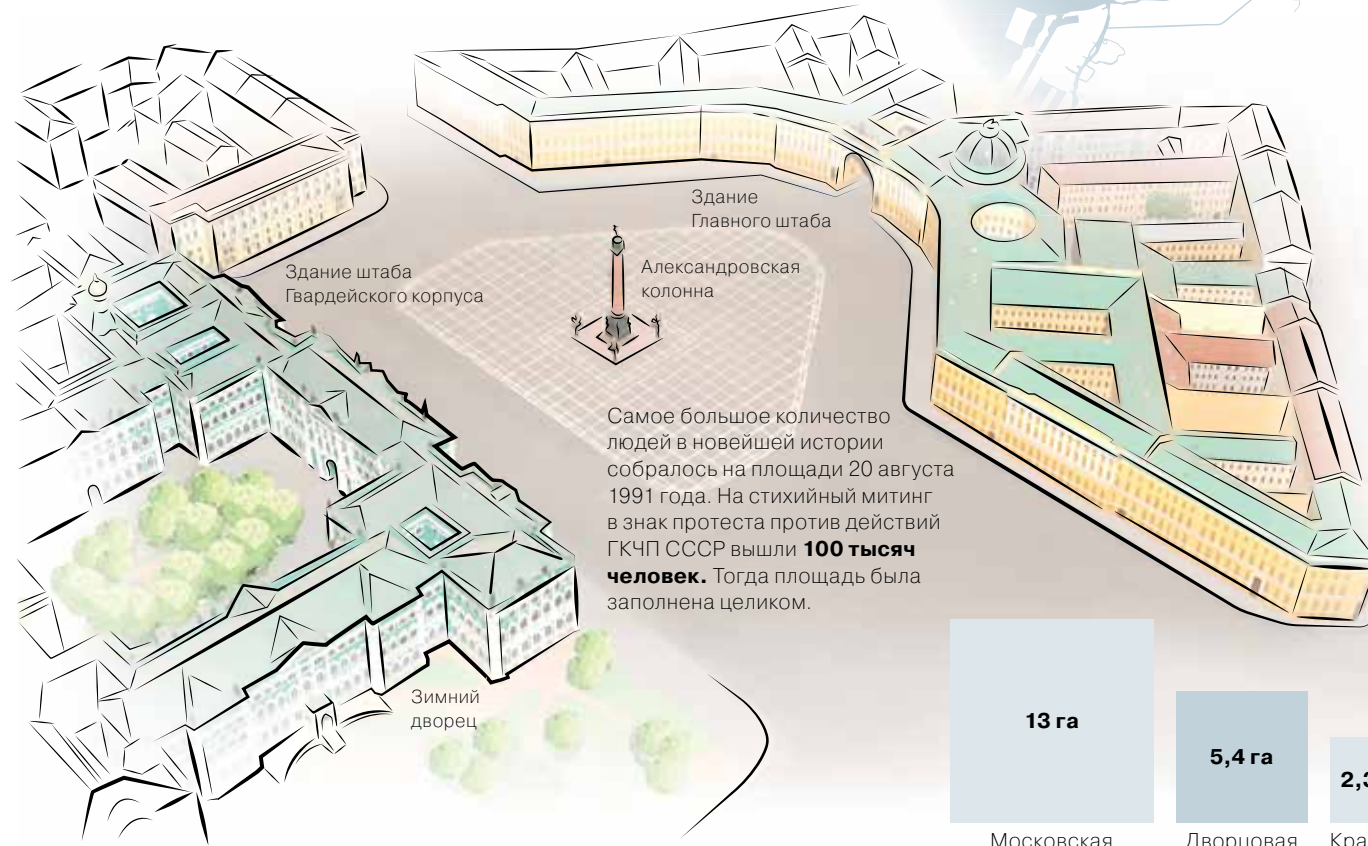 Здание
Главного штаба
Александровская
колонна
Здание штаба
Гвардейского корпуса
Самое большое количество
людей в новейшей истории
собралось на площади 20 августа
1991 года. На стихийный митинг
в знак протеста против действий
ГКЧП СССР вышли 100 тысяч
человек. Тогда площадь была
заполнена целиком.
Зимний
дворец
13 га
5,4 га
Московская
Дворцовая